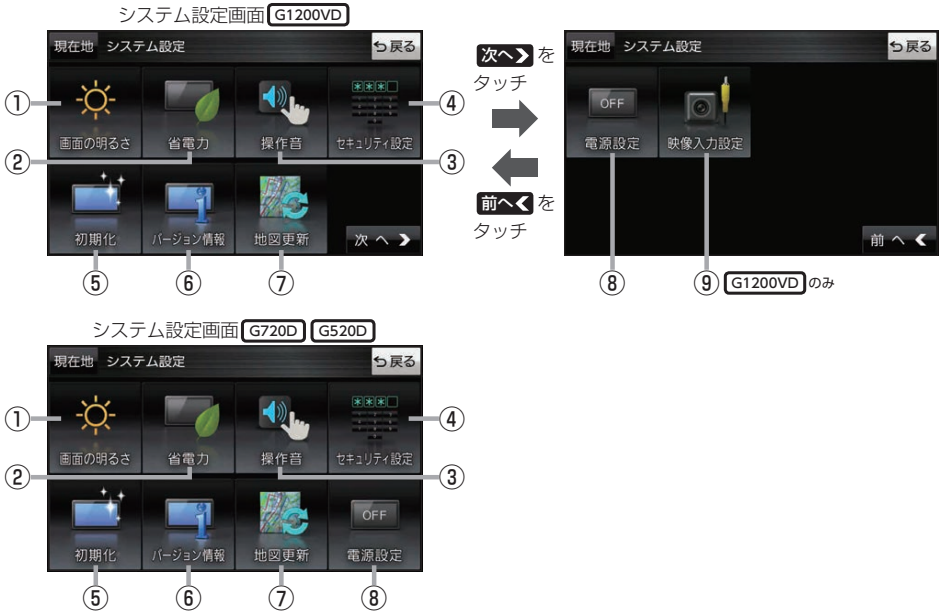 システム設定画面 G1200VD
現在地 システム設定 戻る
① ④
画面の明るさ 省電力 操作音 セキュリティ設定
② ③
初期化 バージョン情報 地図更新 次へ
⑤ ⑥ ⑦
次へ を
タッチ
前へ を
タッチ
現在地 システム設定 戻る
OFF
電源設定 映像入力設定
前へ
⑧ ⑨ G1200VD のみ
システム設定画面 G720D G520D
現在地 システム設定 戻る
① ④
画面の明るさ 省電力 操作音 セキュリティ設定
② ③
OFF
初期化 バージョン情報 地図更新 電源設定
⑤ ⑥ ⑦ ⑧